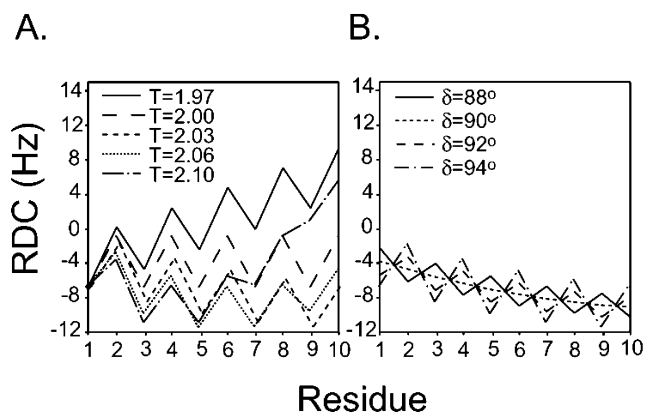 A.
B.
RDC (Hz)
14
12
8
4
0
-4
-8
-12
T=1.97
T=2.00
T=2.03
T=2.06
T=2.10
1 2 3 4 5 6 7 8 9 10
14
12
8
4
0
-4
-8
-12
δ=88°
δ=90°
δ=92°
δ=94°
1 2 3 4 5 6 7 8 9 10
Residue